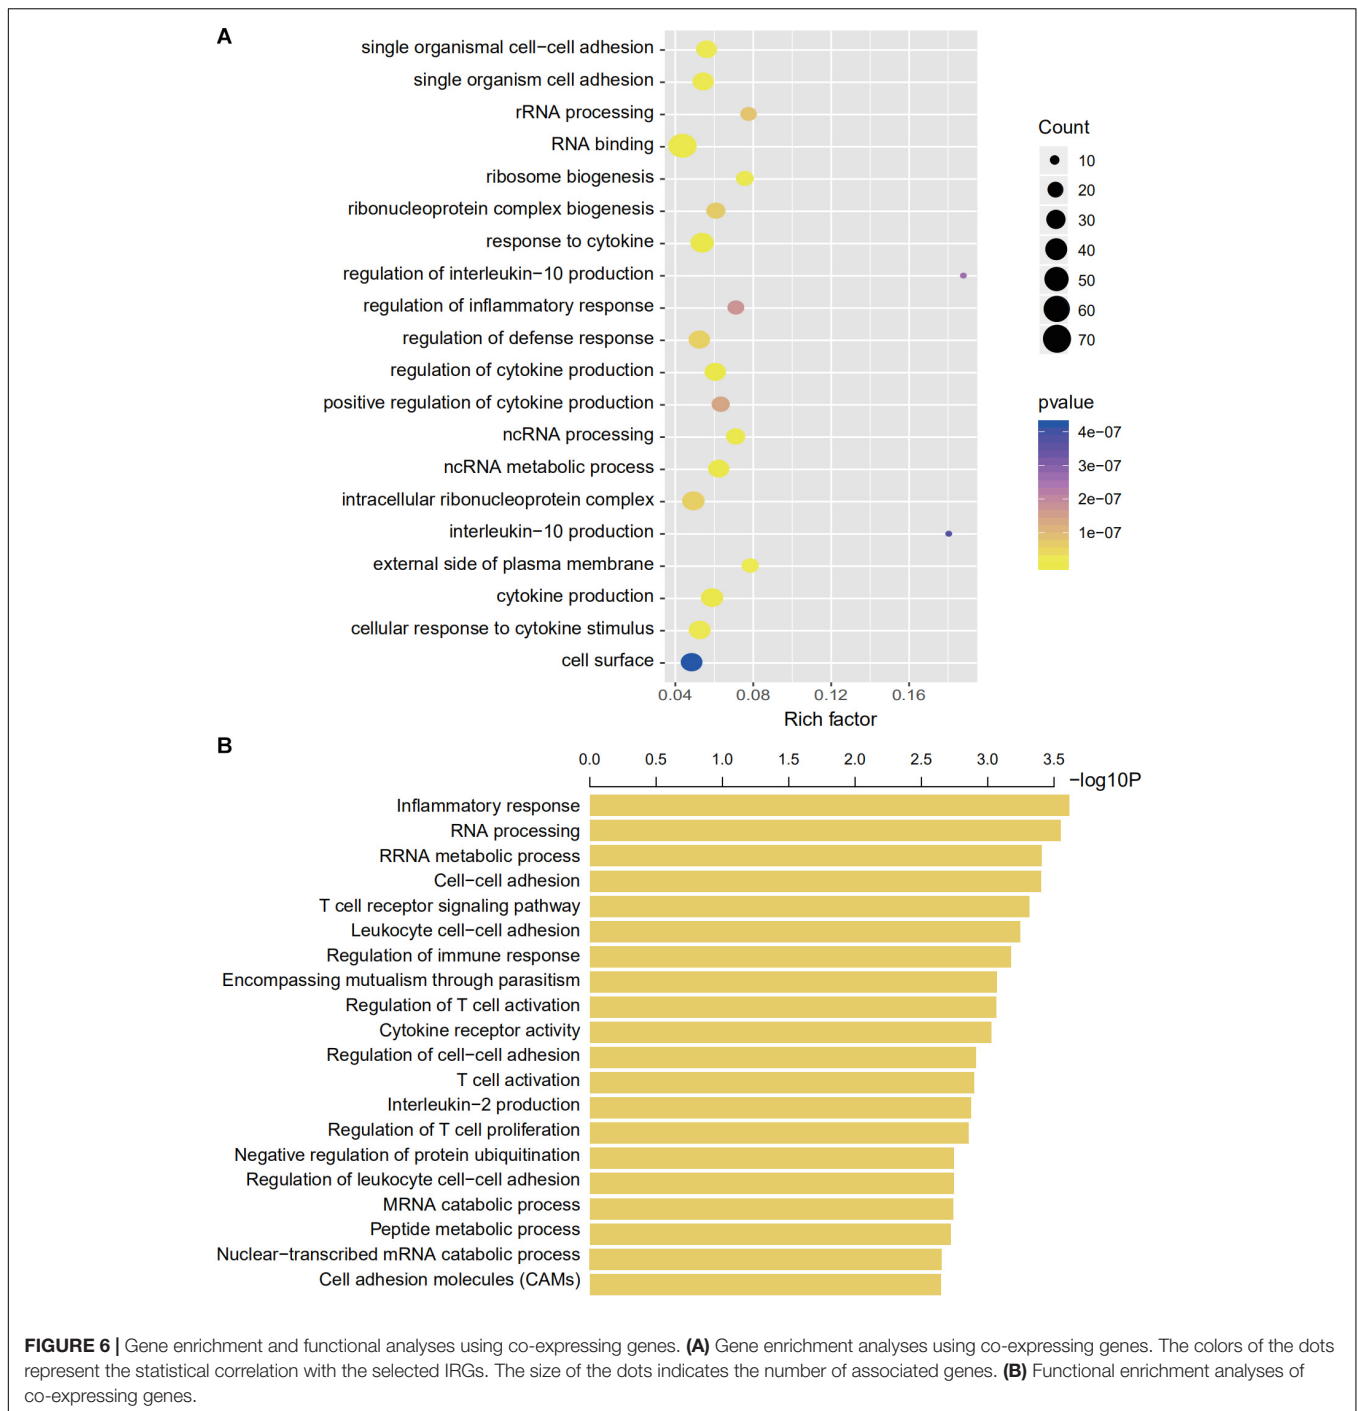 A
single organismal cell−cell adhesion
single organism cell adhesion
rRNA processing
RNA binding
ribosome biogenesis
ribonucleoprotein complex biogenesis
response to cytokine
regulation of interleukin−10 production
regulation of inflammatory response
regulation of defense response
regulation of cytokine production
positive regulation of cytokine production
ncRNA processing
ncRNA metabolic process
intracellular ribonucleoprotein complex
interleukin−10 production
external side of plasma membrane
cytokine production
cellular response to cytokine stimulus
cell surface
0.04 0.08 0.12 0.16
Rich factor
Count
10
20
30
40
50
60
70
pvalue
4e−07
3e−07
2e−07
1e−07
B
0.0 0.5 1.0 1.5 2.0 2.5 3.0 3.5
−log10P
Inflammatory response
RNA processing
RRNA metabolic process
Cell−cell adhesion
T cell receptor signaling pathway
Leukocyte cell−cell adhesion
Regulation of immune response
Encompassing mutualism through parasitism
Regulation of T cell activation
Cytokine receptor activity
Regulation of cell−cell adhesion
T cell activation
Interleukin−2 production
Regulation of T cell proliferation
Negative regulation of protein ubiquitination
Regulation of leukocyte cell−cell adhesion
MRNA catabolic process
Peptide metabolic process
Nuclear−transcribed mRNA catabolic process
Cell adhesion molecules (CAMs)
FIGURE 6 | Gene enrichment and functional analyses using co-expressing genes. (A) Gene enrichment analyses using co-expressing genes. The colors of the dots
represent the statistical correlation with the selected IRGs. The size of the dots indicates the number of associated genes. (B) Functional enrichment analyses of
co-expressing genes.